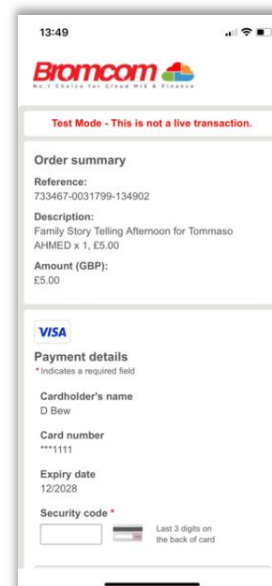 13:49
Bromcom
No.1 Choice for Cloud MIS & Finance
Test Mode - This is not a live transaction.
Order summary
Reference:
733467-0031799-134902
Description:
Family Story Telling Afternoon for Tommaso
AHMED x 1, £5.00
Amount (GBP):
£5.00
VISA
Payment details
* Indicates a required field
Cardholder's name
D Bew
Card number
***1111
Expiry date
12/2028
Security code *
Last 3 digits on
the back of card